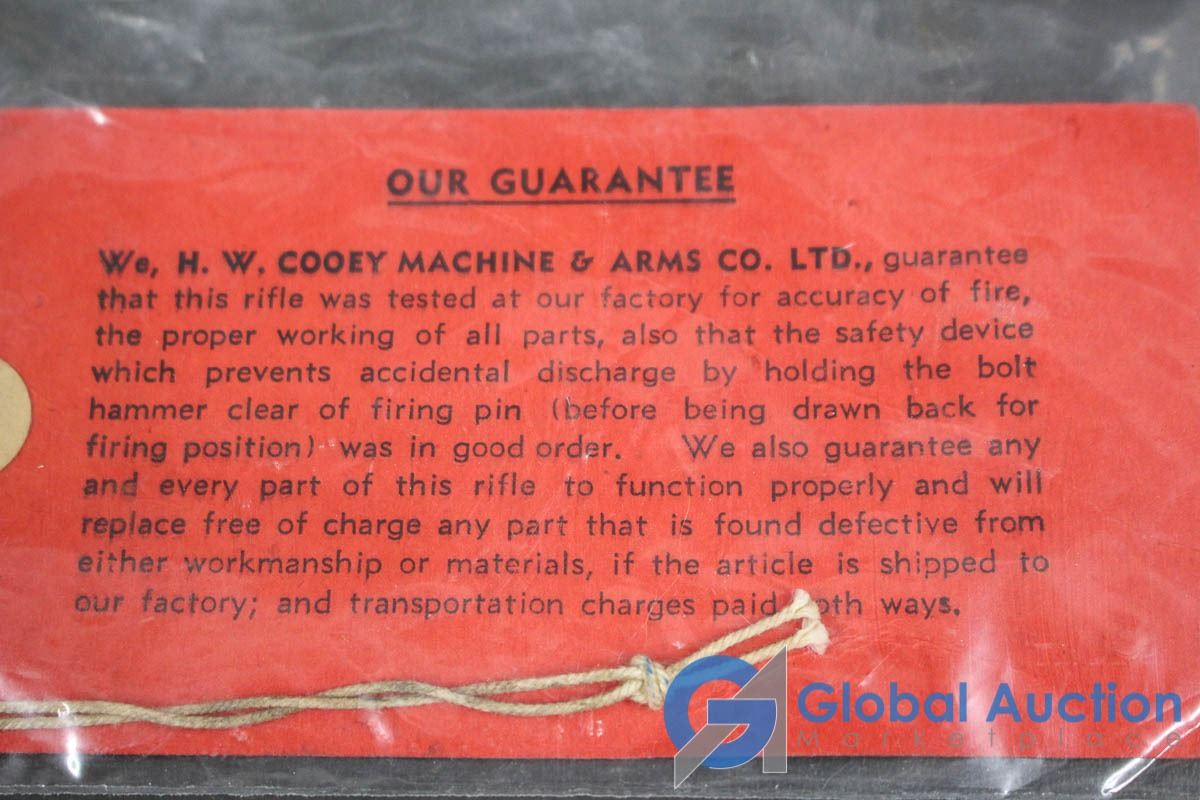 OUR GUARANTEE
We, H. W. COOEY MACHINE & ARMS CO. LTD., guarantee
that this rifle was tested at our factory for accuracy of fire,
the proper working of all parts, also that the safety device
which prevents accidental discharge by holding the bolt
hammer clear of firing pin (before being drawn back for
firing position) was in good order. We also guarantee any
and every part of this rifle to function properly and will
replace free of charge any part that is found defective from
either workmanship or materials, if the article is shipped to
our factory; and transportation charges paid ways.
Global Auction
Marketplace